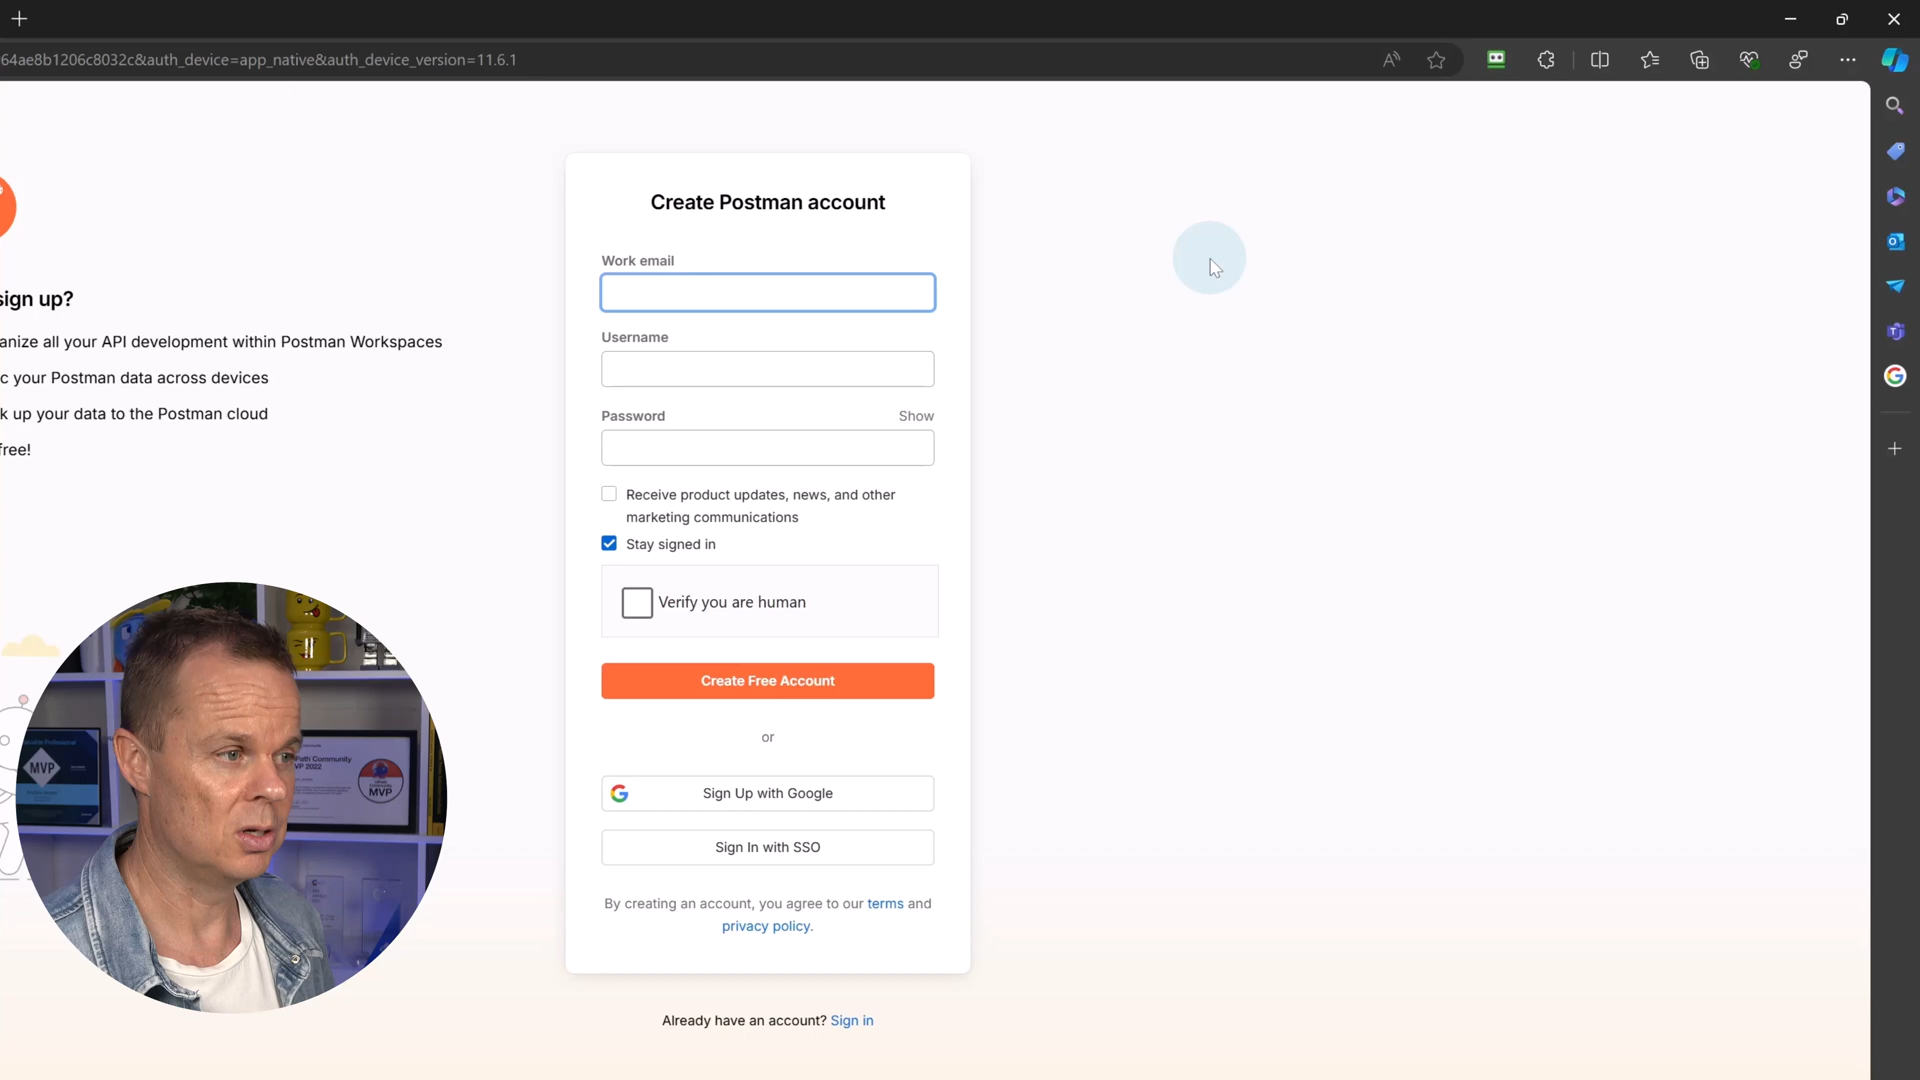 64ae8b1206c8032c&auth_device=app_native&auth_device_version=11.6.1
Create Postman account
Work email
sign up?
Username
anize all your API development within Postman Workspaces
c your Postman data across devices
k up your data to the Postman cloud
free!
Password Show
Receive product updates, news, and other
marketing communications
Stay signed in
Verify you are human
Create Free Account
or
Sign Up with Google
Sign In with SSO
By creating an account, you agree to our terms and
privacy policy.
Already have an account? Sign in
MVP
Path Community
VP 2022
MVP